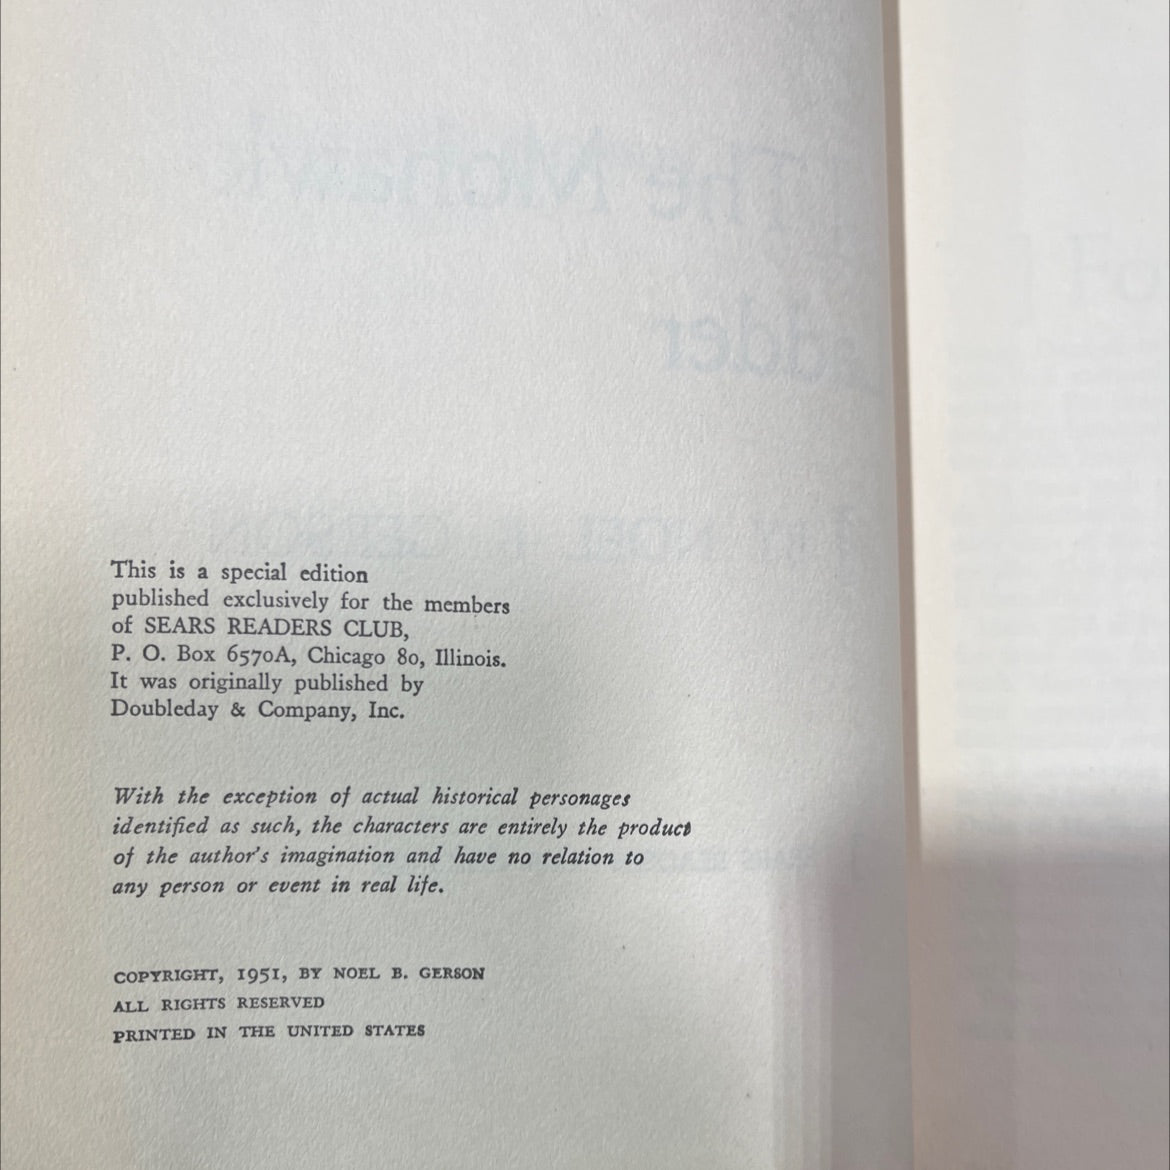 This is a special edition
published exclusively for the members
of SEARS READERS CLUB,
P. O. Box 6570A, Chicago 80, Illinois.
It was originally published by
Doubleday & Company, Inc.
With the exception of actual historical personages
identified as such, the characters are entirely the product
of the author's imagination and have no relation to
any person or event in real life.
COPYRIGHT, 1951, BY NOEL B. GERSON
ALL RIGHTS RESERVED
PRINTED IN THE UNITED STATES